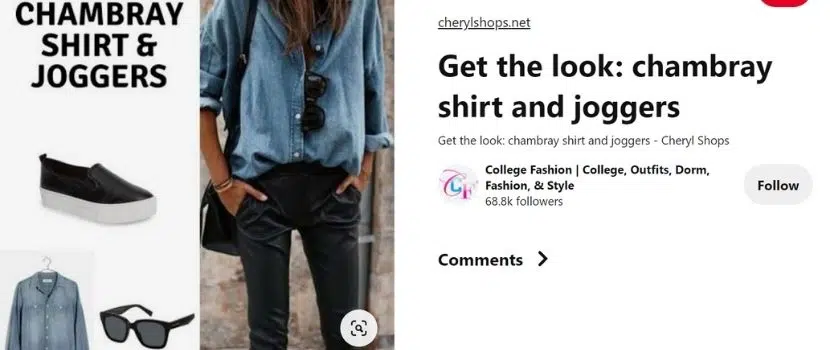 CHAMBRAY
SHIRT &
JOGGERS
cherylshops.net
Get the look: chambray
shirt and joggers
Get the look: chambray shirt and joggers - Cheryl Shops
CLF
College Fashion | College, Outfits, Dorm,
Fashion, & Style
68.8k followers
Follow
Comments